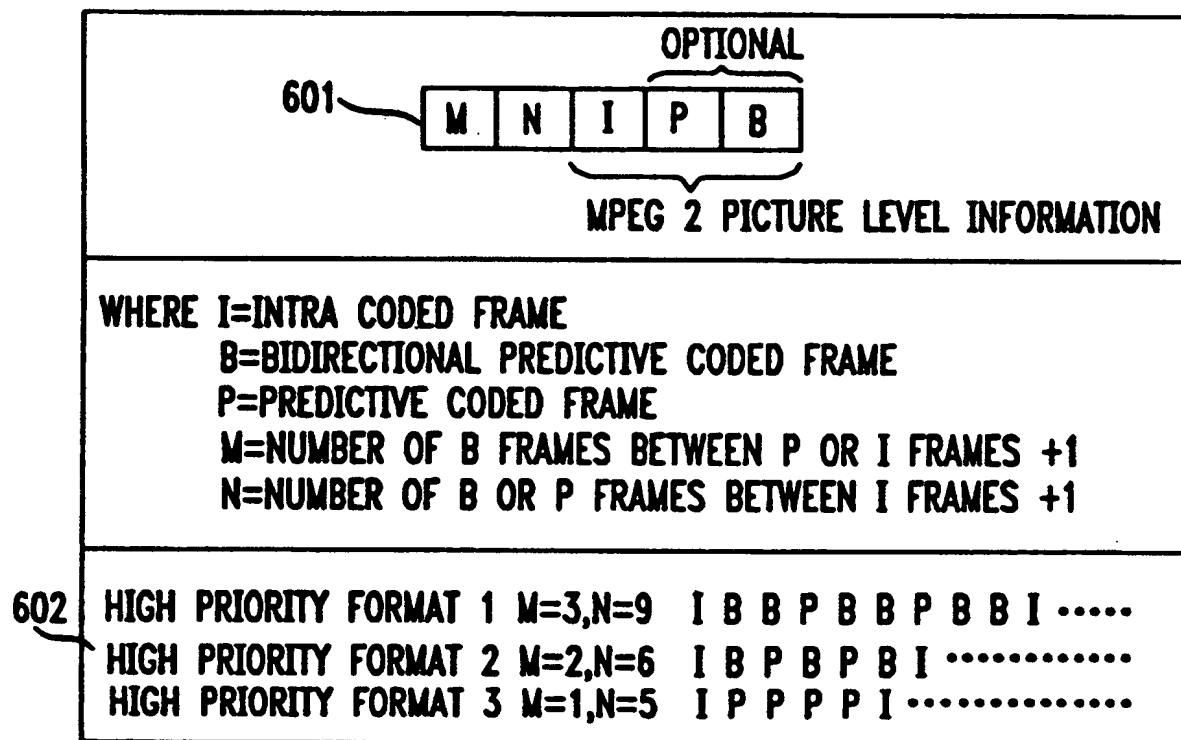 OPTIONAL
601
M N I P B
MPEG 2 PICTURE LEVEL INFORMATION
WHERE I=INTRA CODED FRAME
B=BIDIRECTIONAL PREDICTIVE CODED FRAME
P=PREDICTIVE CODED FRAME
M=NUMBER OF B FRAMES BETWEEN P OR I FRAMES +1
N=NUMBER OF B OR P FRAMES BETWEEN I FRAMES +1
602 HIGH PRIORITY FORMAT 1 M=3,N=9 I B B P B B P B B I ·····
HIGH PRIORITY FORMAT 2 M=2,N=6 I B P B P B I ············
HIGH PRIORITY FORMAT 3 M=1,N=5 I P P P P I ··············